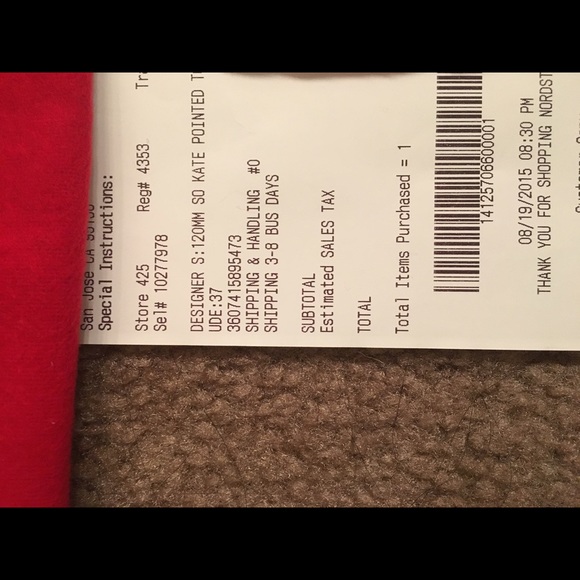 San Jose CA
Special Instructions:
Store 425 Reg# 4353
Sel# 10277978
DESIGNER S:120MM SO KATE POINTED
UDE:37
3807415895473
SHIPPING & HANDLING #0
SHIPPING 3-8 BUS DAYS
SUBTOTAL
Estimated SALES TAX
TOTAL
Total Items Purchased = 1
14125706600001
08/19/2015 08:30 PM
THANK YOU FOR SHOPPING NORDST